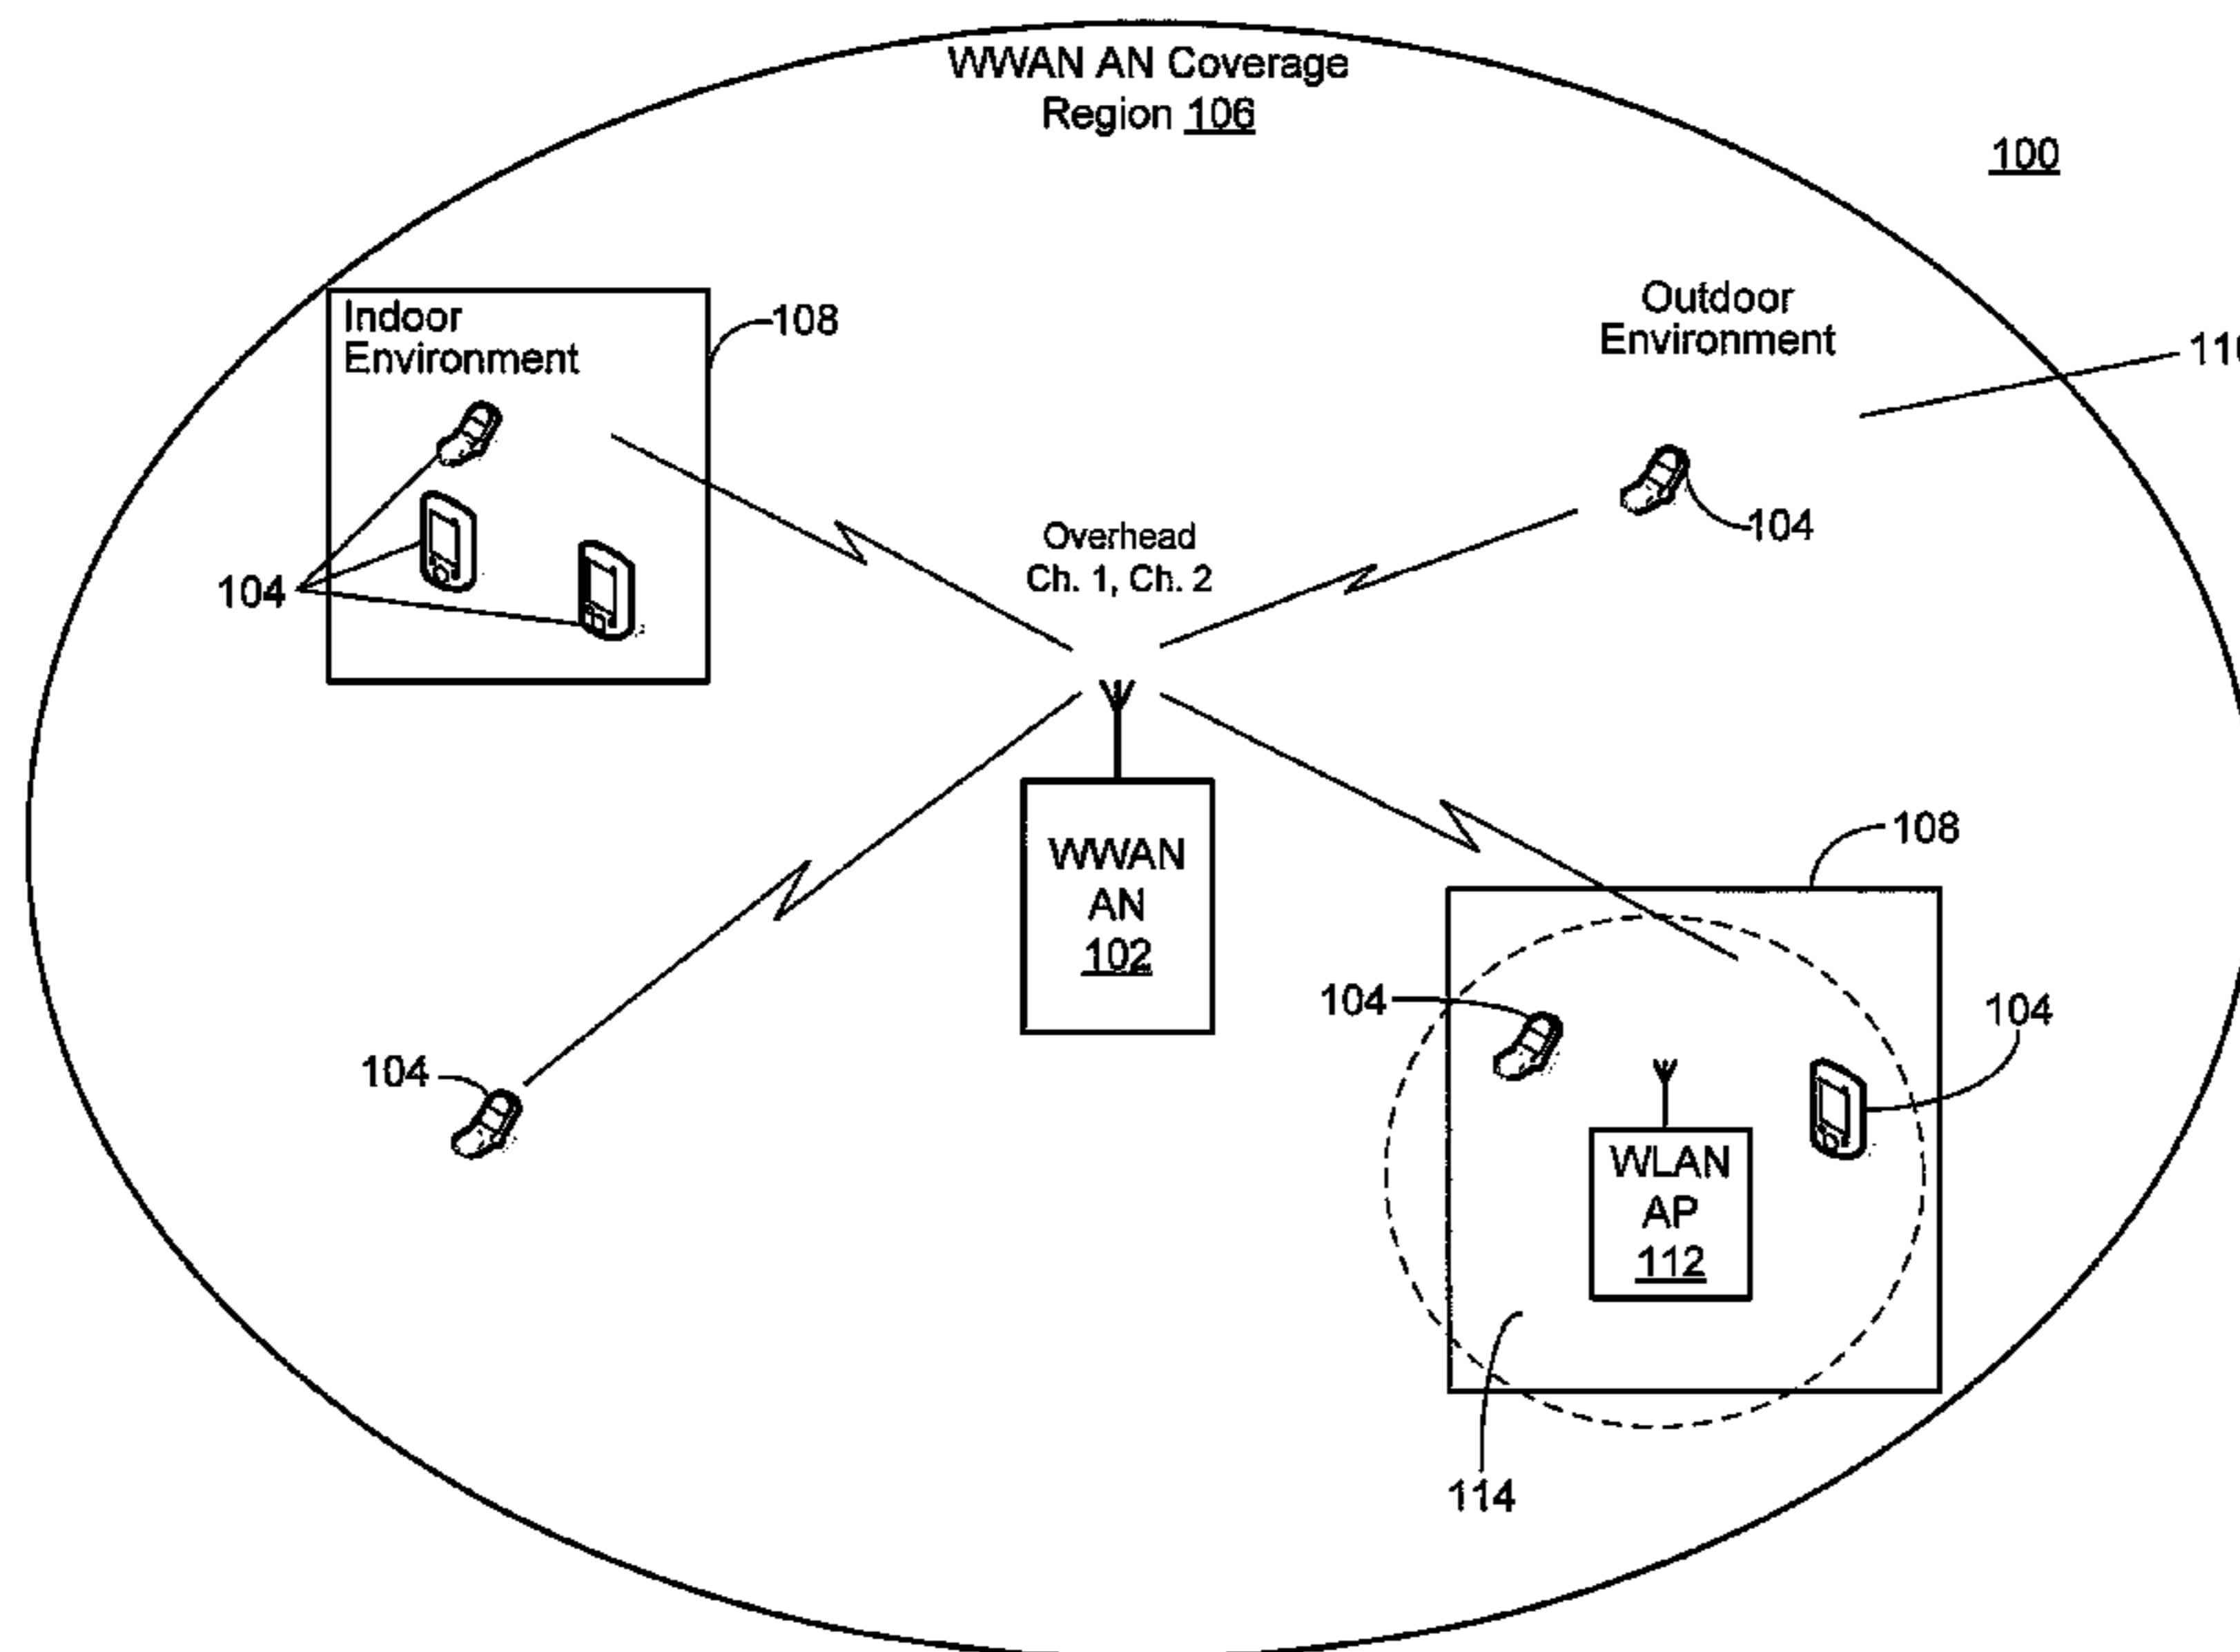 WWAN AN Coverage
Region 106
100
Indoor
Environment
108
Outdoor
Environment
104
104
Overhead
Ch. 1, Ch. 2
WWAN
AN
102
108
104
104
104
WLAN
AP
112
114